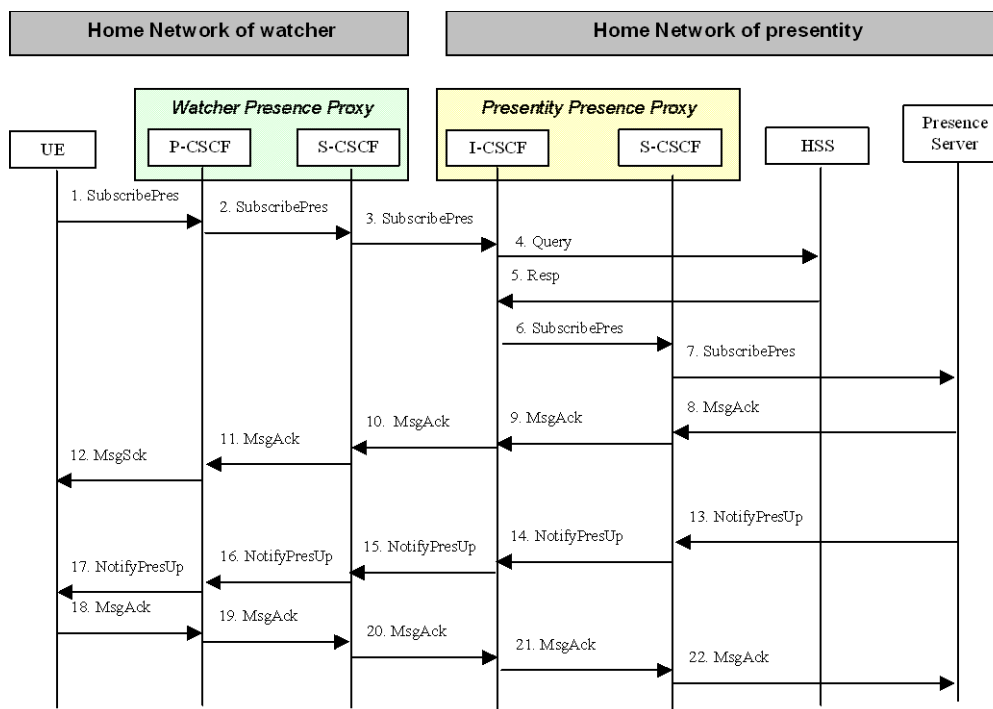 Home Network of watcher
Home Network of presentity
Watcher Presence Proxy
Presentity Presence Proxy
UE
P-CSCF
S-CSCF
I-CSCF
S-CSCF
HSS
Presence
Server
1. SubscribePres
2. SubscribePres
3. SubscribePres
4. Query
5. Resp
6. SubscribePres
7. SubscribePres
8. MsgAck
9. MsgAck
10. MsgAck
11. MsgAck
12. MsgSck
13. NotifyPresUp
14. NotifyPresUp
15. NotifyPresUp
16. NotifyPresUp
17. NotifyPresUp
18. MsgAck
19. MsgAck
20. MsgAck
21. MsgAck
22. MsgAck